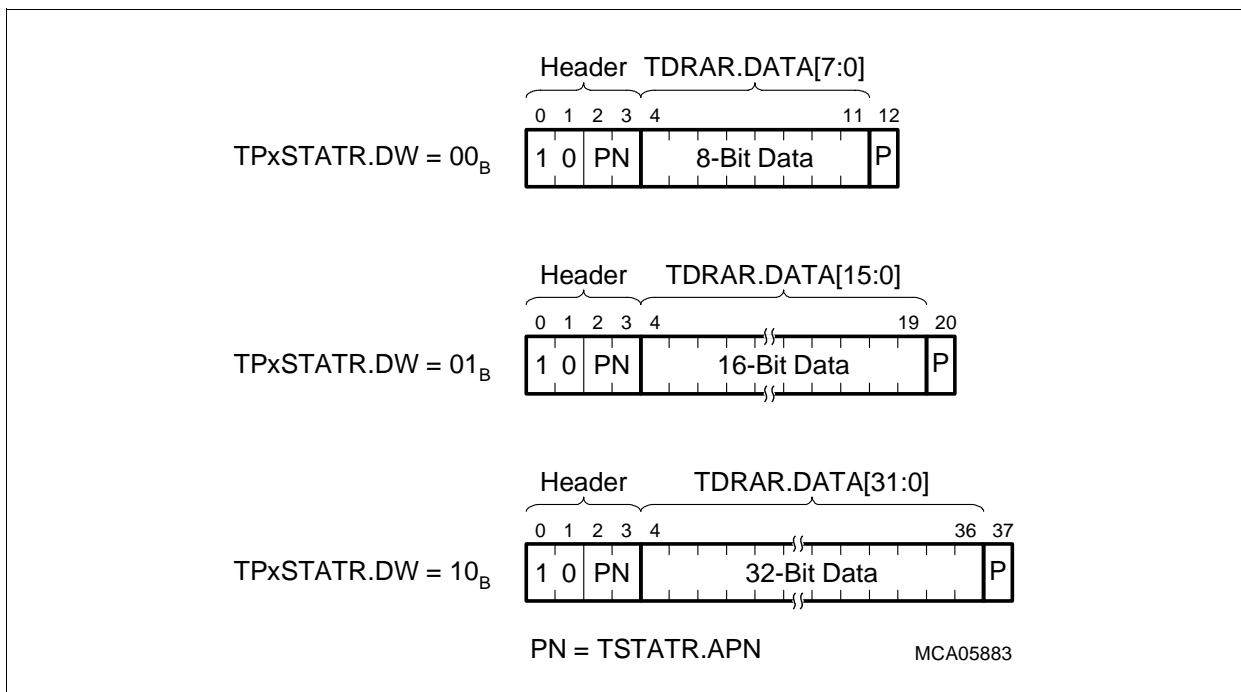 Header TDRAR.DATA[7:0]
0 1 2 3 4 11 12
TPxSTATR.DW = 00B 1 0 PN 8-Bit Data P
Header TDRAR.DATA[15:0]
0 1 2 3 4 19 20
TPxSTATR.DW = 01B 1 0 PN 16-Bit Data P
Header TDRAR.DATA[31:0]
0 1 2 3 4 36 37
TPxSTATR.DW = 10B 1 0 PN 32-Bit Data P
PN = TSTATR.APN MCA05883